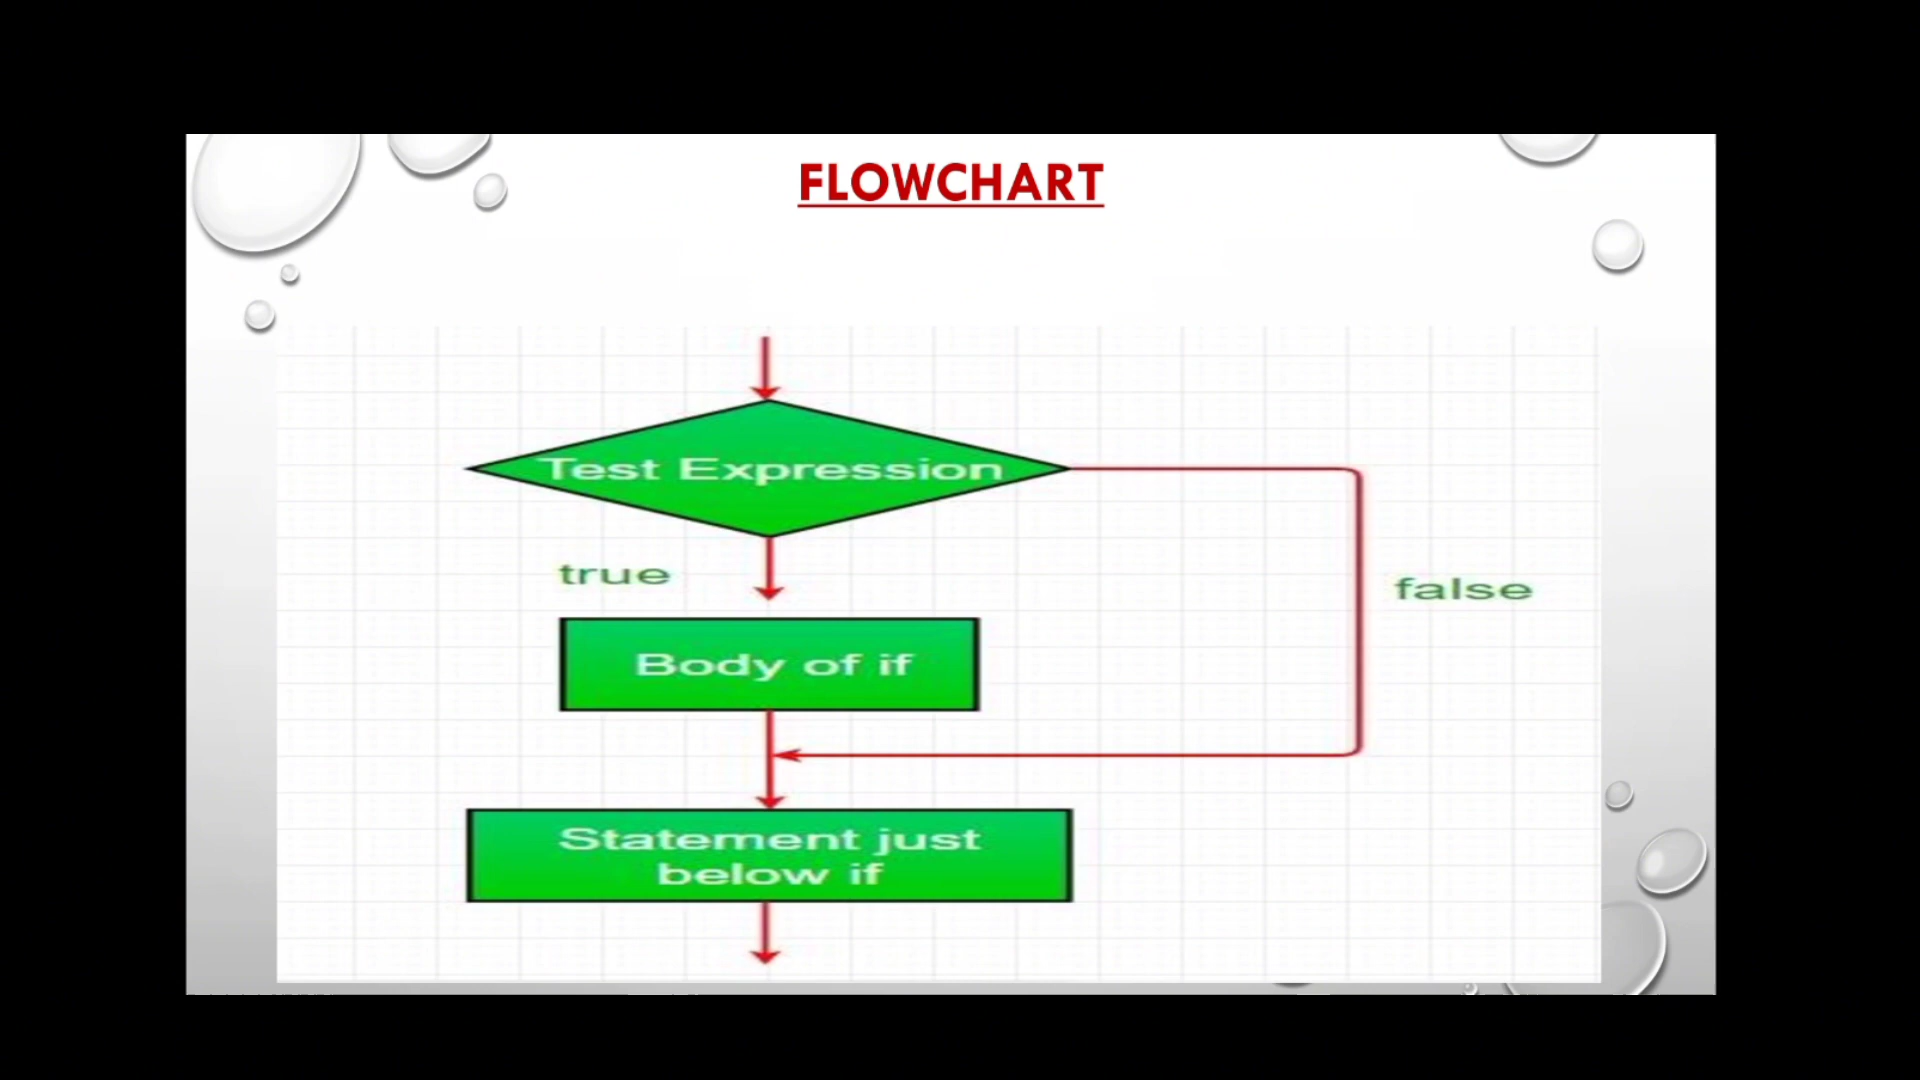 FLOWCHART
Test Expression
true
false
Body of if
Statement just
below if